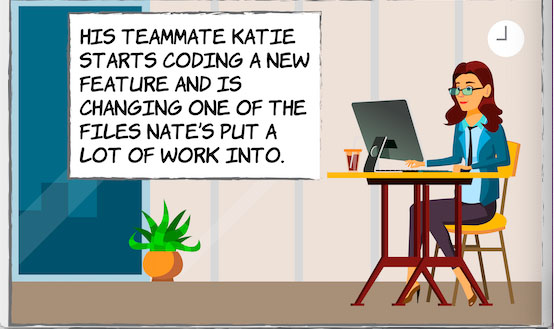 HIS TEAMMATE KATIE
STARTS CODING A NEW
FEATURE AND IS
CHANGING ONE OF THE
FILES NATE'S PUT A
LOT OF WORK INTO.